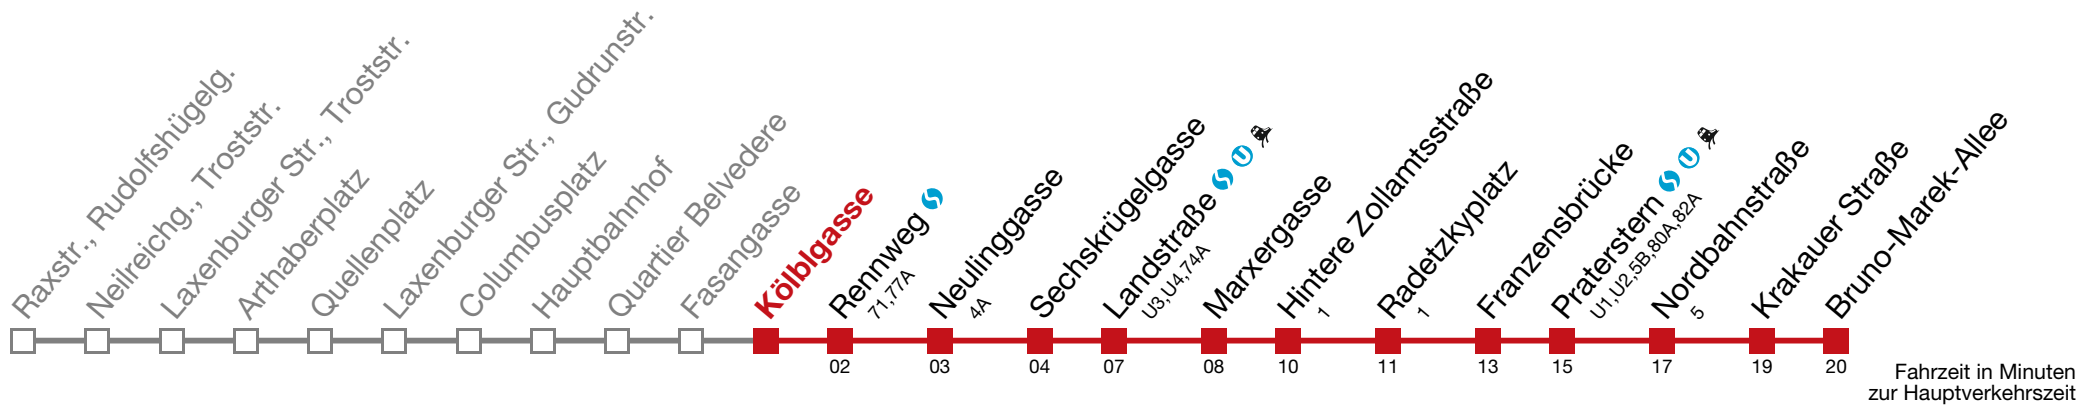 Raxstr., Rudolfshügelg.
Neilreichg., Troststr.
Laxenburger Str., Troststr.
Arthaberplatz
Quellenplatz
Laxenburger Str., Gudrunstr.
Columbusplatz
Hauptbahnhof
Quartier Belvedere
Fasangasse
Kölblgasse
Rennweg
71,77A
02
Neulinggasse
4A
03
Sechskrügelgasse
04
Landstraße
U3,U4,74A
07
Marxergasse
08
Hintere Zollamtsstraße
1
10
Radetzkyplatz
1
11
Franzensbrücke
13
Praterstern
U1,U2,5B,80A,82A
15
Nordbahnstraße
5
17
Krakauer Straße
19
Bruno-Marek-Allee
20
Fahrzeit in Minuten
zur Hauptverkehrszeit